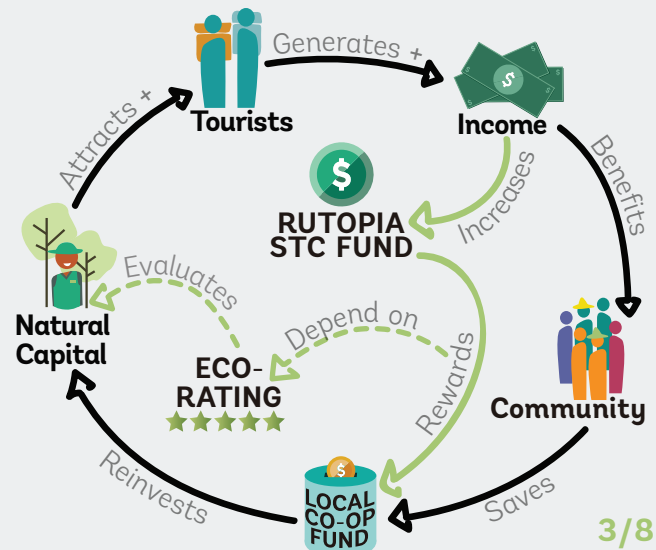 Generates +
Tourists
Income
Attracts +
Benefits
$
RUTOPIA
STC FUND
Increases
Evaluates
Natural
Capital
Depend on
ECO-
RATING
Rewards
Community
Reinvests
$
LOCAL
CO-OP
FUND
Saves
3/8